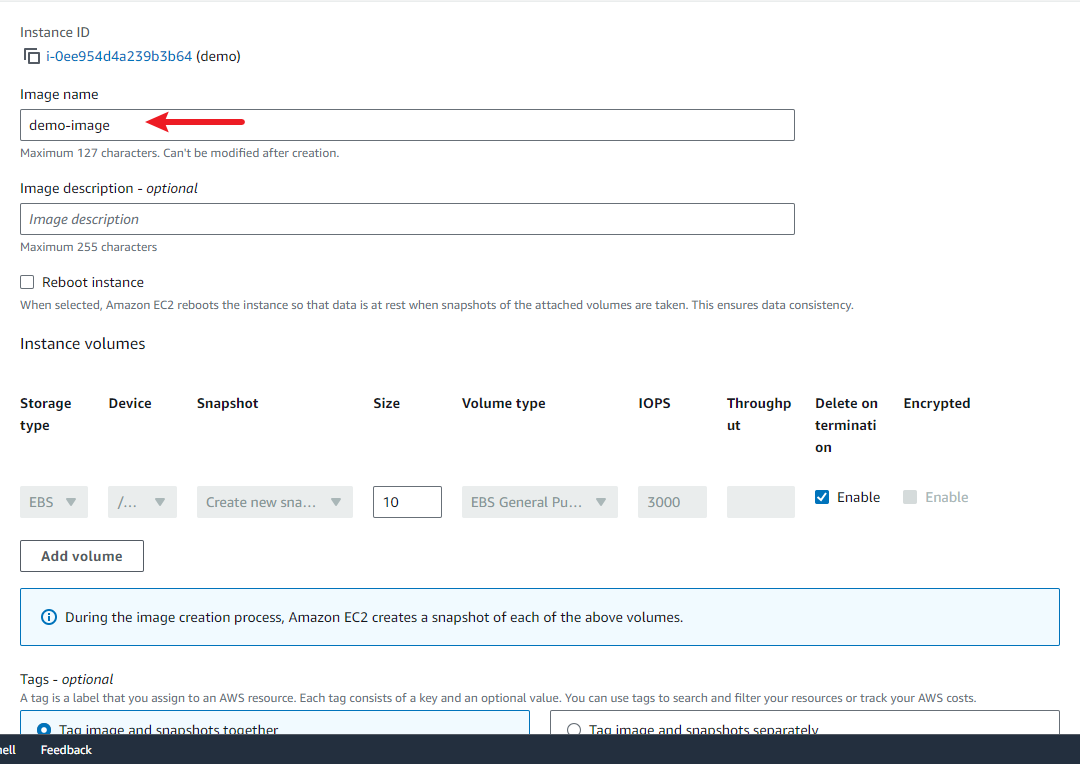 Instance ID
i-0ee954d4a239b3b64 (demo)
Image name
demo-image
Maximum 127 characters. Can't be modified after creation.
Image description - optional
Image description
Maximum 255 characters
Reboot instance
When selected, Amazon EC2 reboots the instance so that data is at rest when snapshots of the attached volumes are taken. This ensures data consistency.
Instance volumes
Storage type Device Snapshot Size Volume type IOPS Throughput Delete on termination Encrypted
EBS /... Create new sna... 10 EBS General Pu... 3000 Enable Enable
Add volume
During the image creation process, Amazon EC2 creates a snapshot of each of the above volumes.
Tags - optional
A tag is a label that you assign to an AWS resource. Each tag consists of a key and an optional value. You can use tags to search and filter your resources or track your AWS costs.
Tag image and snapshots together Tag image and snapshots separately
Feedback